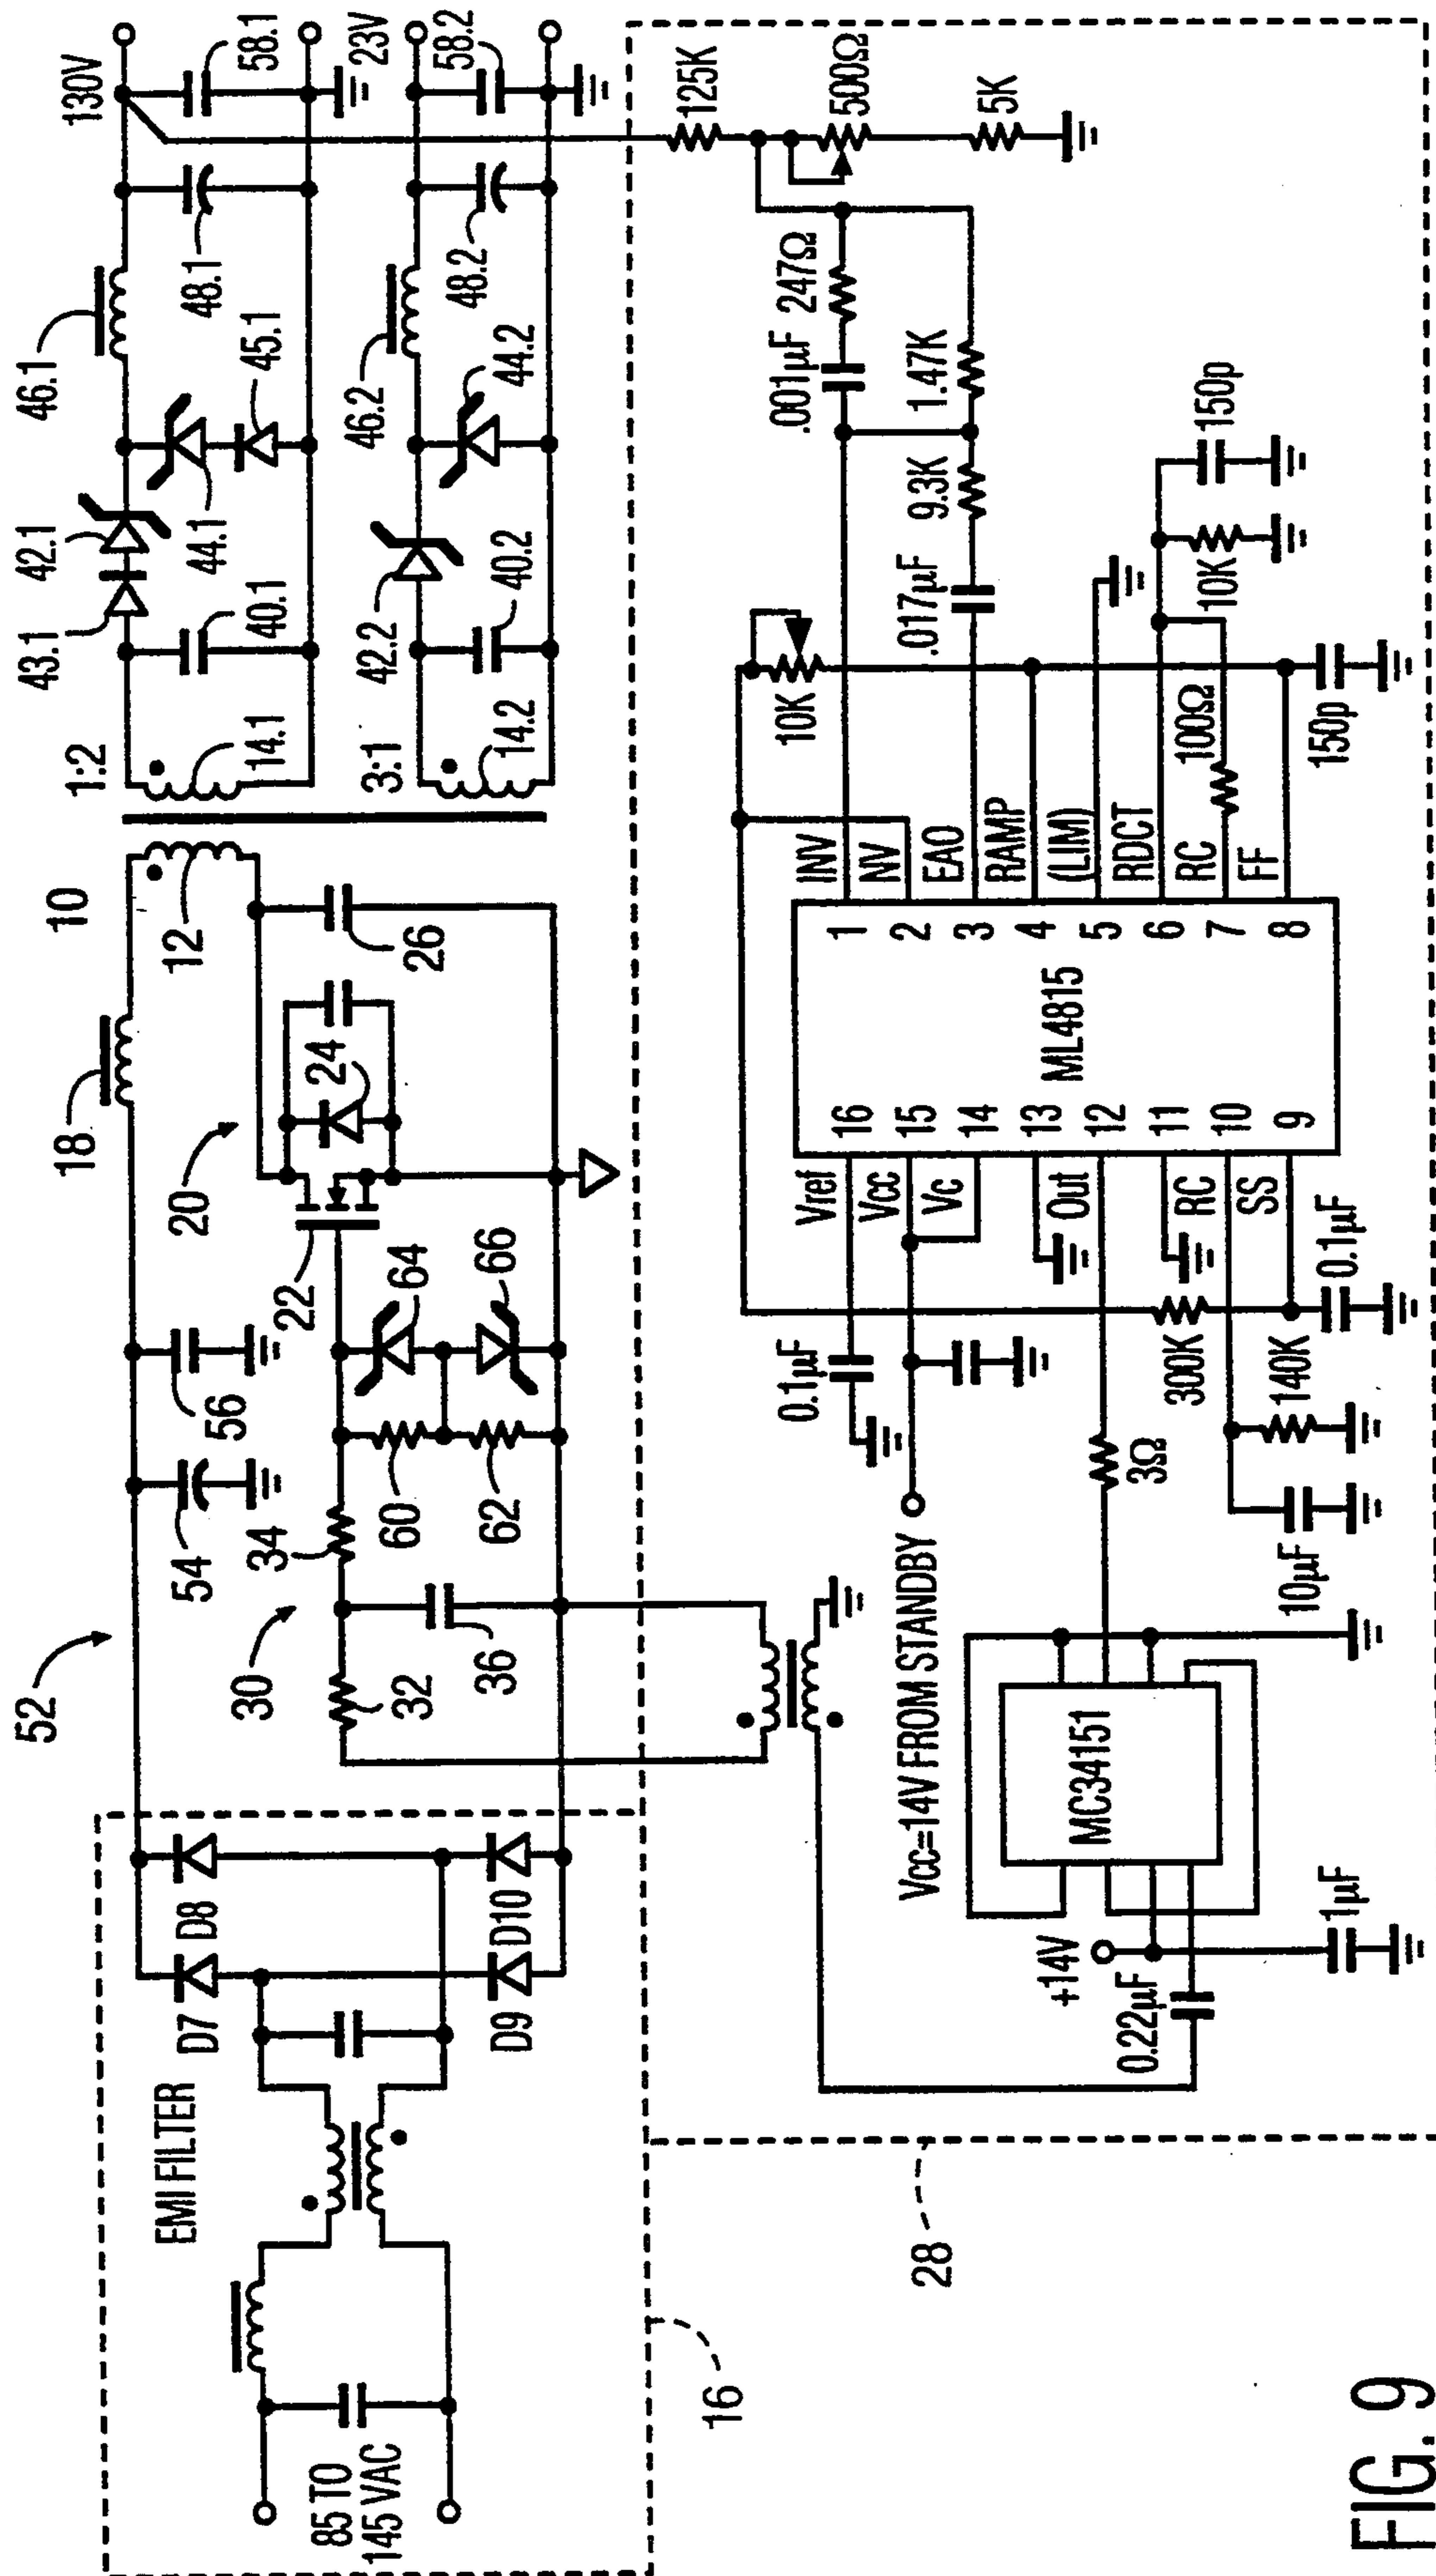 52
18
10
1:2
43.1
42.1
46.1
130V
54
56
20
12
14.1
40.1
44.1
45.1
48.1
58.1
EMI FILTER
D7
D8
30
34
22
24
26
3:1
42.2
46.2
23V
32
60
64
14.2
40.2
44.2
48.2
58.2
85 TO
145 VAC
D9
D10
36
62
66
16
28
125K
500Ω
5K
Vcc=14V FROM STANDBY
0.1µF
Vref
16
Vcc
15
Vc
14
13
Out
12
11
RC
10
SS
9
ML4815
1
INV
2
NV
3
EAO
4
RAMP
5
(LIM)
6
RDCT
7
RC
8
FF
10K
.001µF
247Ω
.017µF
9.3K
1.47K
100Ω
10K
150p
150p
+14V
0.22µF
1µF
MC34151
3Ω
10µF
140K
300K
0.1µF
FIG. 9